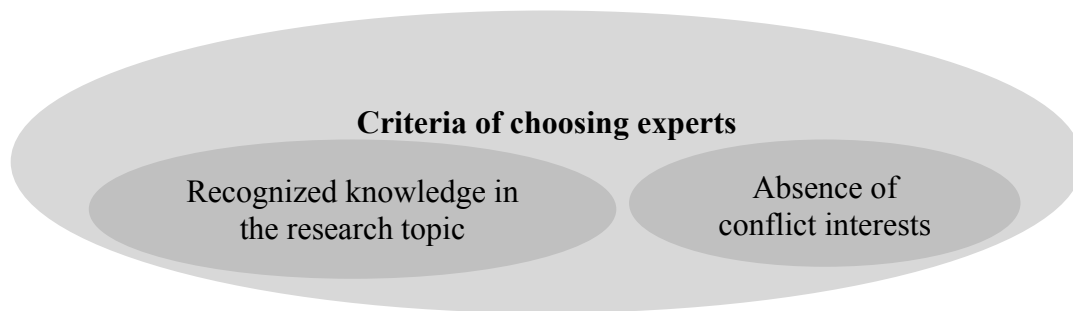 Criteria of choosing experts
Recognized knowledge in
the research topic
Absence of
conflict interests